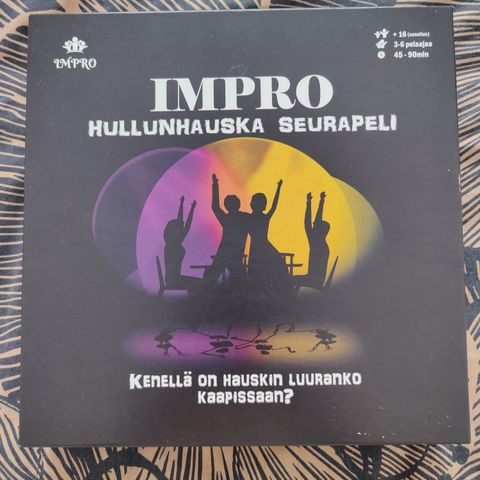 IMPRO
+ 16 (suositus)
3-6 pelaajaa
45 - 90min
IMPRO
HULLUNHAUSKA SEURAPELI
KENELLÄ ON HAUSKIN LUURANKO
KAAPISSAAN?